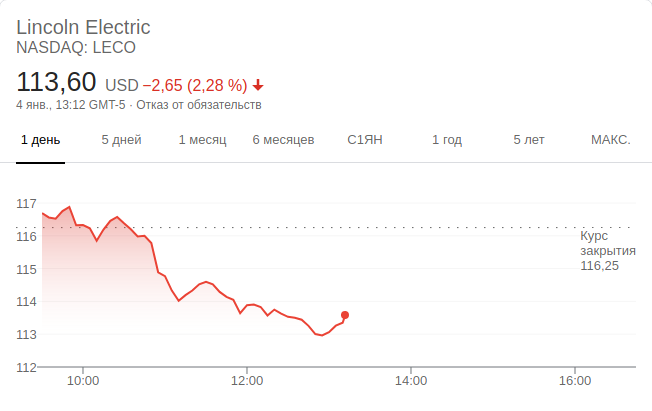 Lincoln Electric
NASDAQ: LECO
113,60 USD −2,65 (2,28 %)
4 янв., 13:12 GMT-5 · Отказ от обязательств
1 день 5 дней 1 месяц 6 месяцев С1ЯН 1 год 5 лет МАКС.
117
116
115
114
113
112
Курс
закрытия
116,25
10:00 12:00 14:00 16:00